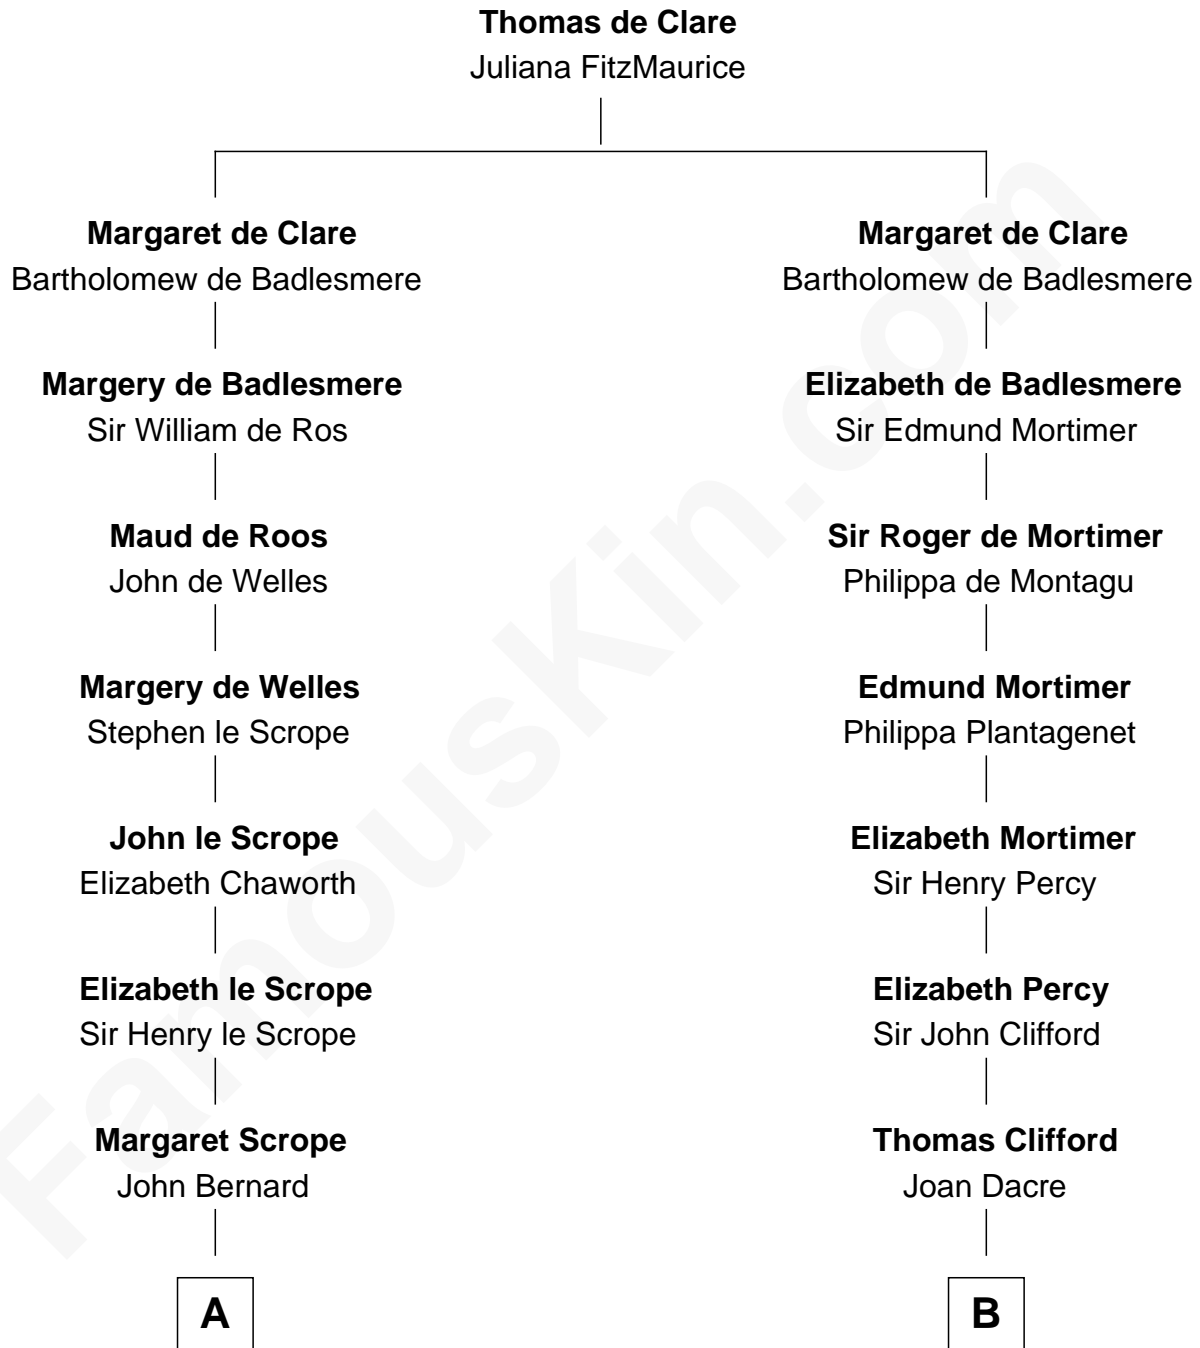 Thomas de Clare
Juliana FitzMaurice
Margaret de Clare
Bartholomew de Badlesmere
Margaret de Clare
Bartholomew de Badlesmere
Margery de Badlesmere
Sir William de Ros
Elizabeth de Badlesmere
Sir Edmund Mortimer
Maud de Roos
John de Welles
Sir Roger de Mortimer
Philippa de Montagu
Margery de Welles
Stephen le Scrope
Edmund Mortimer
Philippa Plantagenet
John le Scrope
Elizabeth Chaworth
Elizabeth Mortimer
Sir Henry Percy
Elizabeth le Scrope
Sir Henry le Scrope
Elizabeth Percy
Sir John Clifford
Margaret Scrope
John Bernard
Thomas Clifford
Joan Dacre
A
B
FamousKin.com